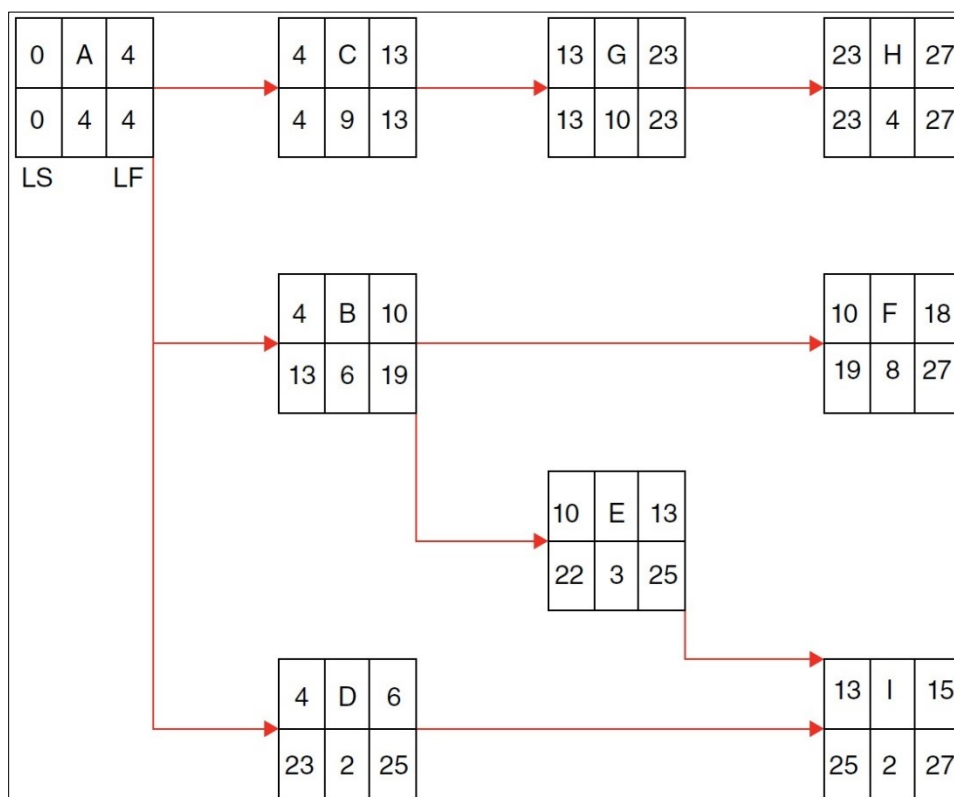 0 A 4
0 4 4
LS LF
4 C 13
4 9 13
13 G 23
13 10 23
23 H 27
23 4 27
4 B 10
13 6 19
10 F 18
19 8 27
10 E 13
22 3 25
4 D 6
23 2 25
13 I 15
25 2 27